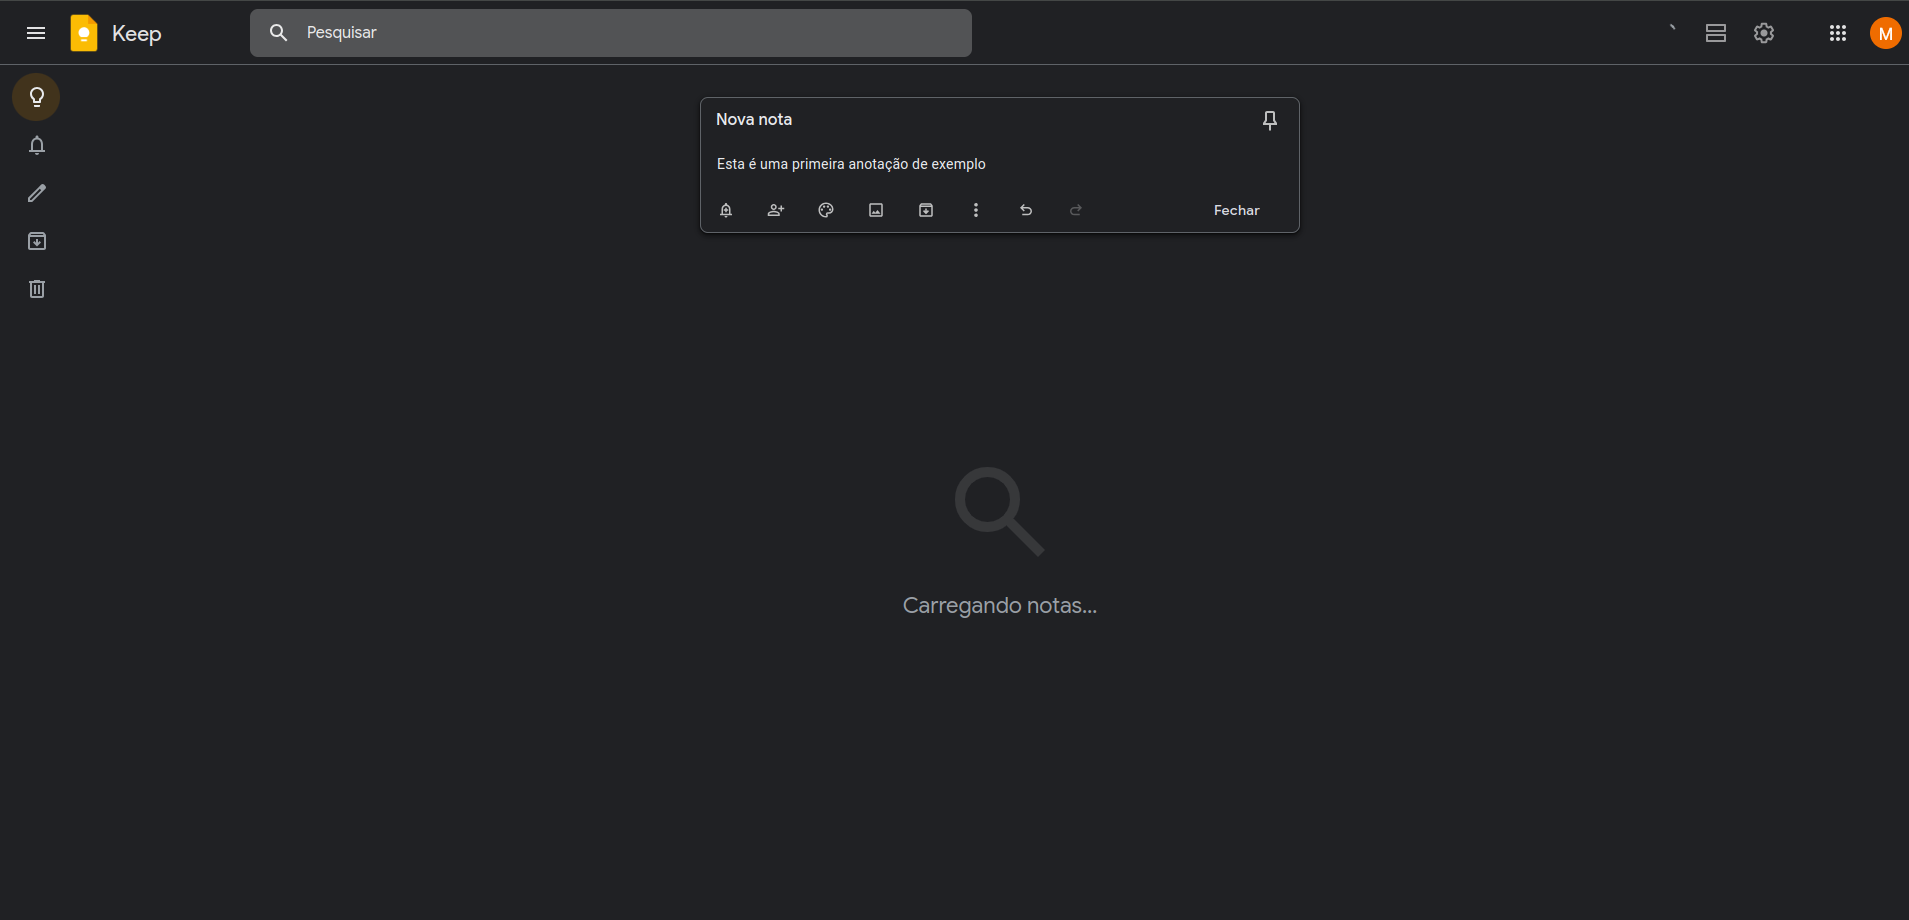 Keep
Pesquisar
M
Nova nota
Esta é uma primeira anotação de exemplo
Fechar
Carregando notas...